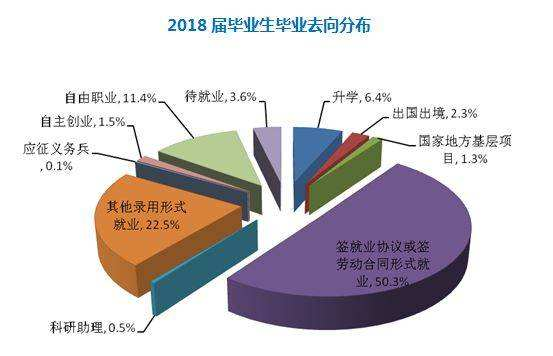 2018 届毕业生毕业去向分布
待就业, 3.6%
升学, 6.4%
出国出境, 2.3%
国家地方基层项
目, 1.3%
签就业协议或签
劳动合同形式就
业, 50.3%
科研助理, 0.5%
其他录用形式
就业, 22.5%
应征义务兵
, 0.1%
自主创业, 1.5%
自由职业, 11.4%